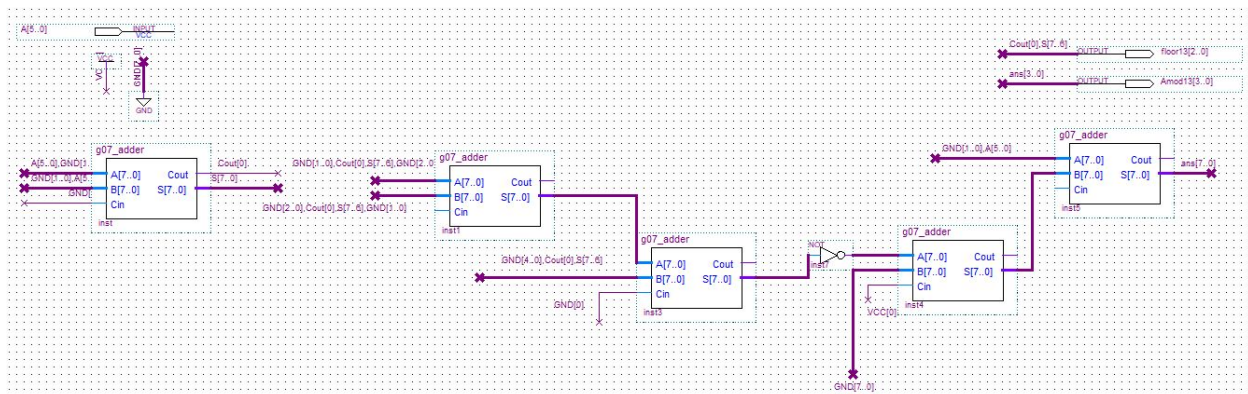 A[5..0]
INPUT
VCC
VCC
VC
GND[7..0]
GND
Cout[0],S[7..6]
OUTPUT
floor13[2..0]
ans[3..0]
OUTPUT
Amod13[3..0]
g07_adder
A[5..0],GND[1.
GND[1..0],A[5.
GND[
A[7..0]
B[7..0]
Cin
Cout
S[7..0]
Cout[0]
S[7..0]
inst
g07_adder
GND[1..0],Cout[0],S[7..6],GND[2..0
GND[2..0],Cout[0],S[7..6],GND[1..0]
A[7..0]
B[7..0]
Cin
Cout
S[7..0]
inst1
g07_adder
GND[4..0],Cout[0],S[7..6]
GND[0]
A[7..0]
B[7..0]
Cin
Cout
S[7..0]
inst3
NOT
inst7
g07_adder
A[7..0]
B[7..0]
Cin
Cout
S[7..0]
inst4
VCC[0]
GND[7..0]
g07_adder
GND[1..0],A[5..0]
A[7..0]
B[7..0]
Cin
Cout
S[7..0]
ans[7..0]
inst5